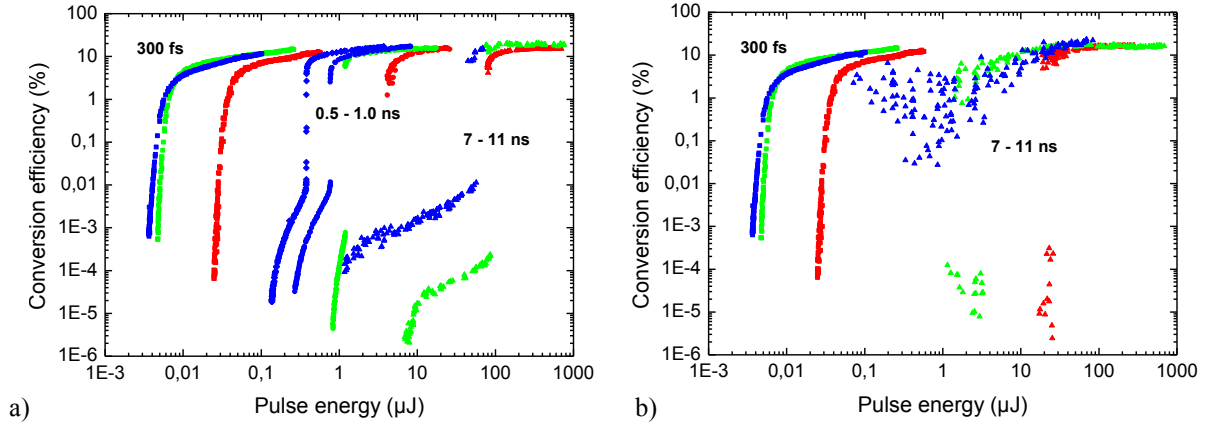 100
10
1
0,1
0,01
1E-3
1E-4
1E-5
1E-6
Conversion efficiency (%)
300 fs
0.5 - 1.0 ns
7 - 11 ns
1E-3 0,01 0,1 1 10 100 1000
Pulse energy (µJ)
a)
100
10
1
0,1
0,01
1E-3
1E-4
1E-5
1E-6
Conversion efficiency (%)
300 fs
7 - 11 ns
1E-3 0,01 0,1 1 10 100 1000
Pulse energy (µJ)
b)